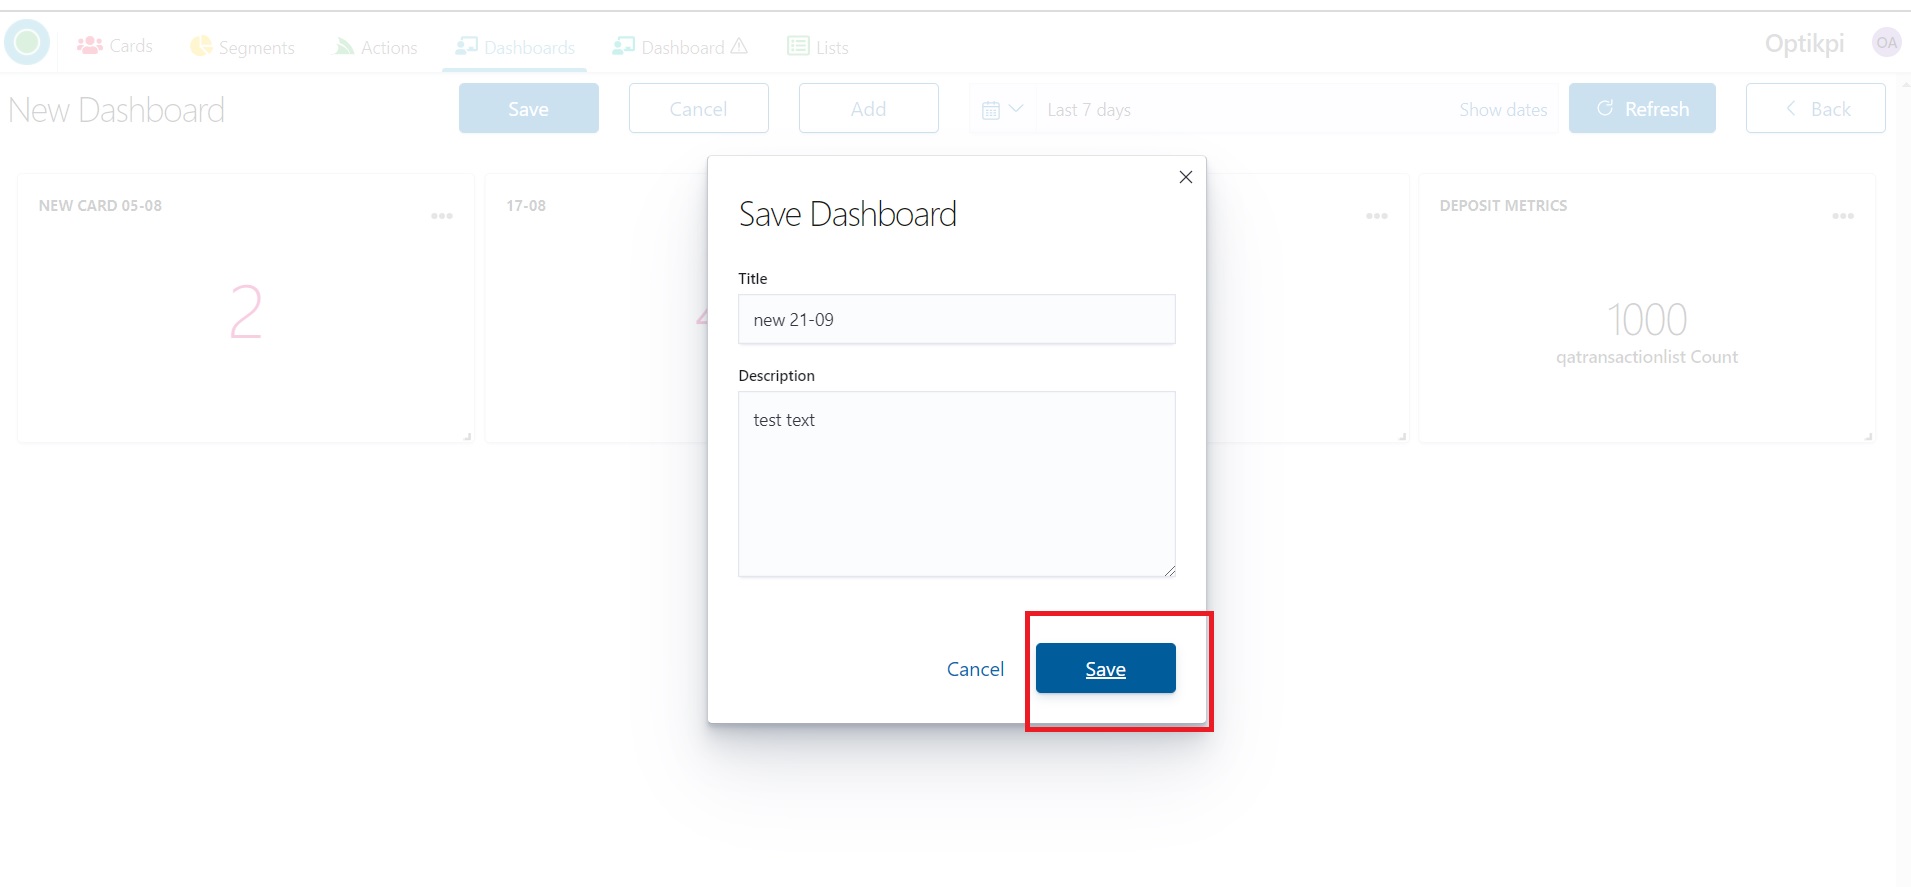 Cards Segments Actions Dashboards Dashboard Lists Optikpi OA
New Dashboard Save Cancel Add Last 7 days Show dates Refresh Back
NEW CARD 05-08
2
17-08
4
DEPOSIT METRICS
1000
qatransactionlist Count
Save Dashboard
Title
new 21-09
Description
test text
Cancel Save